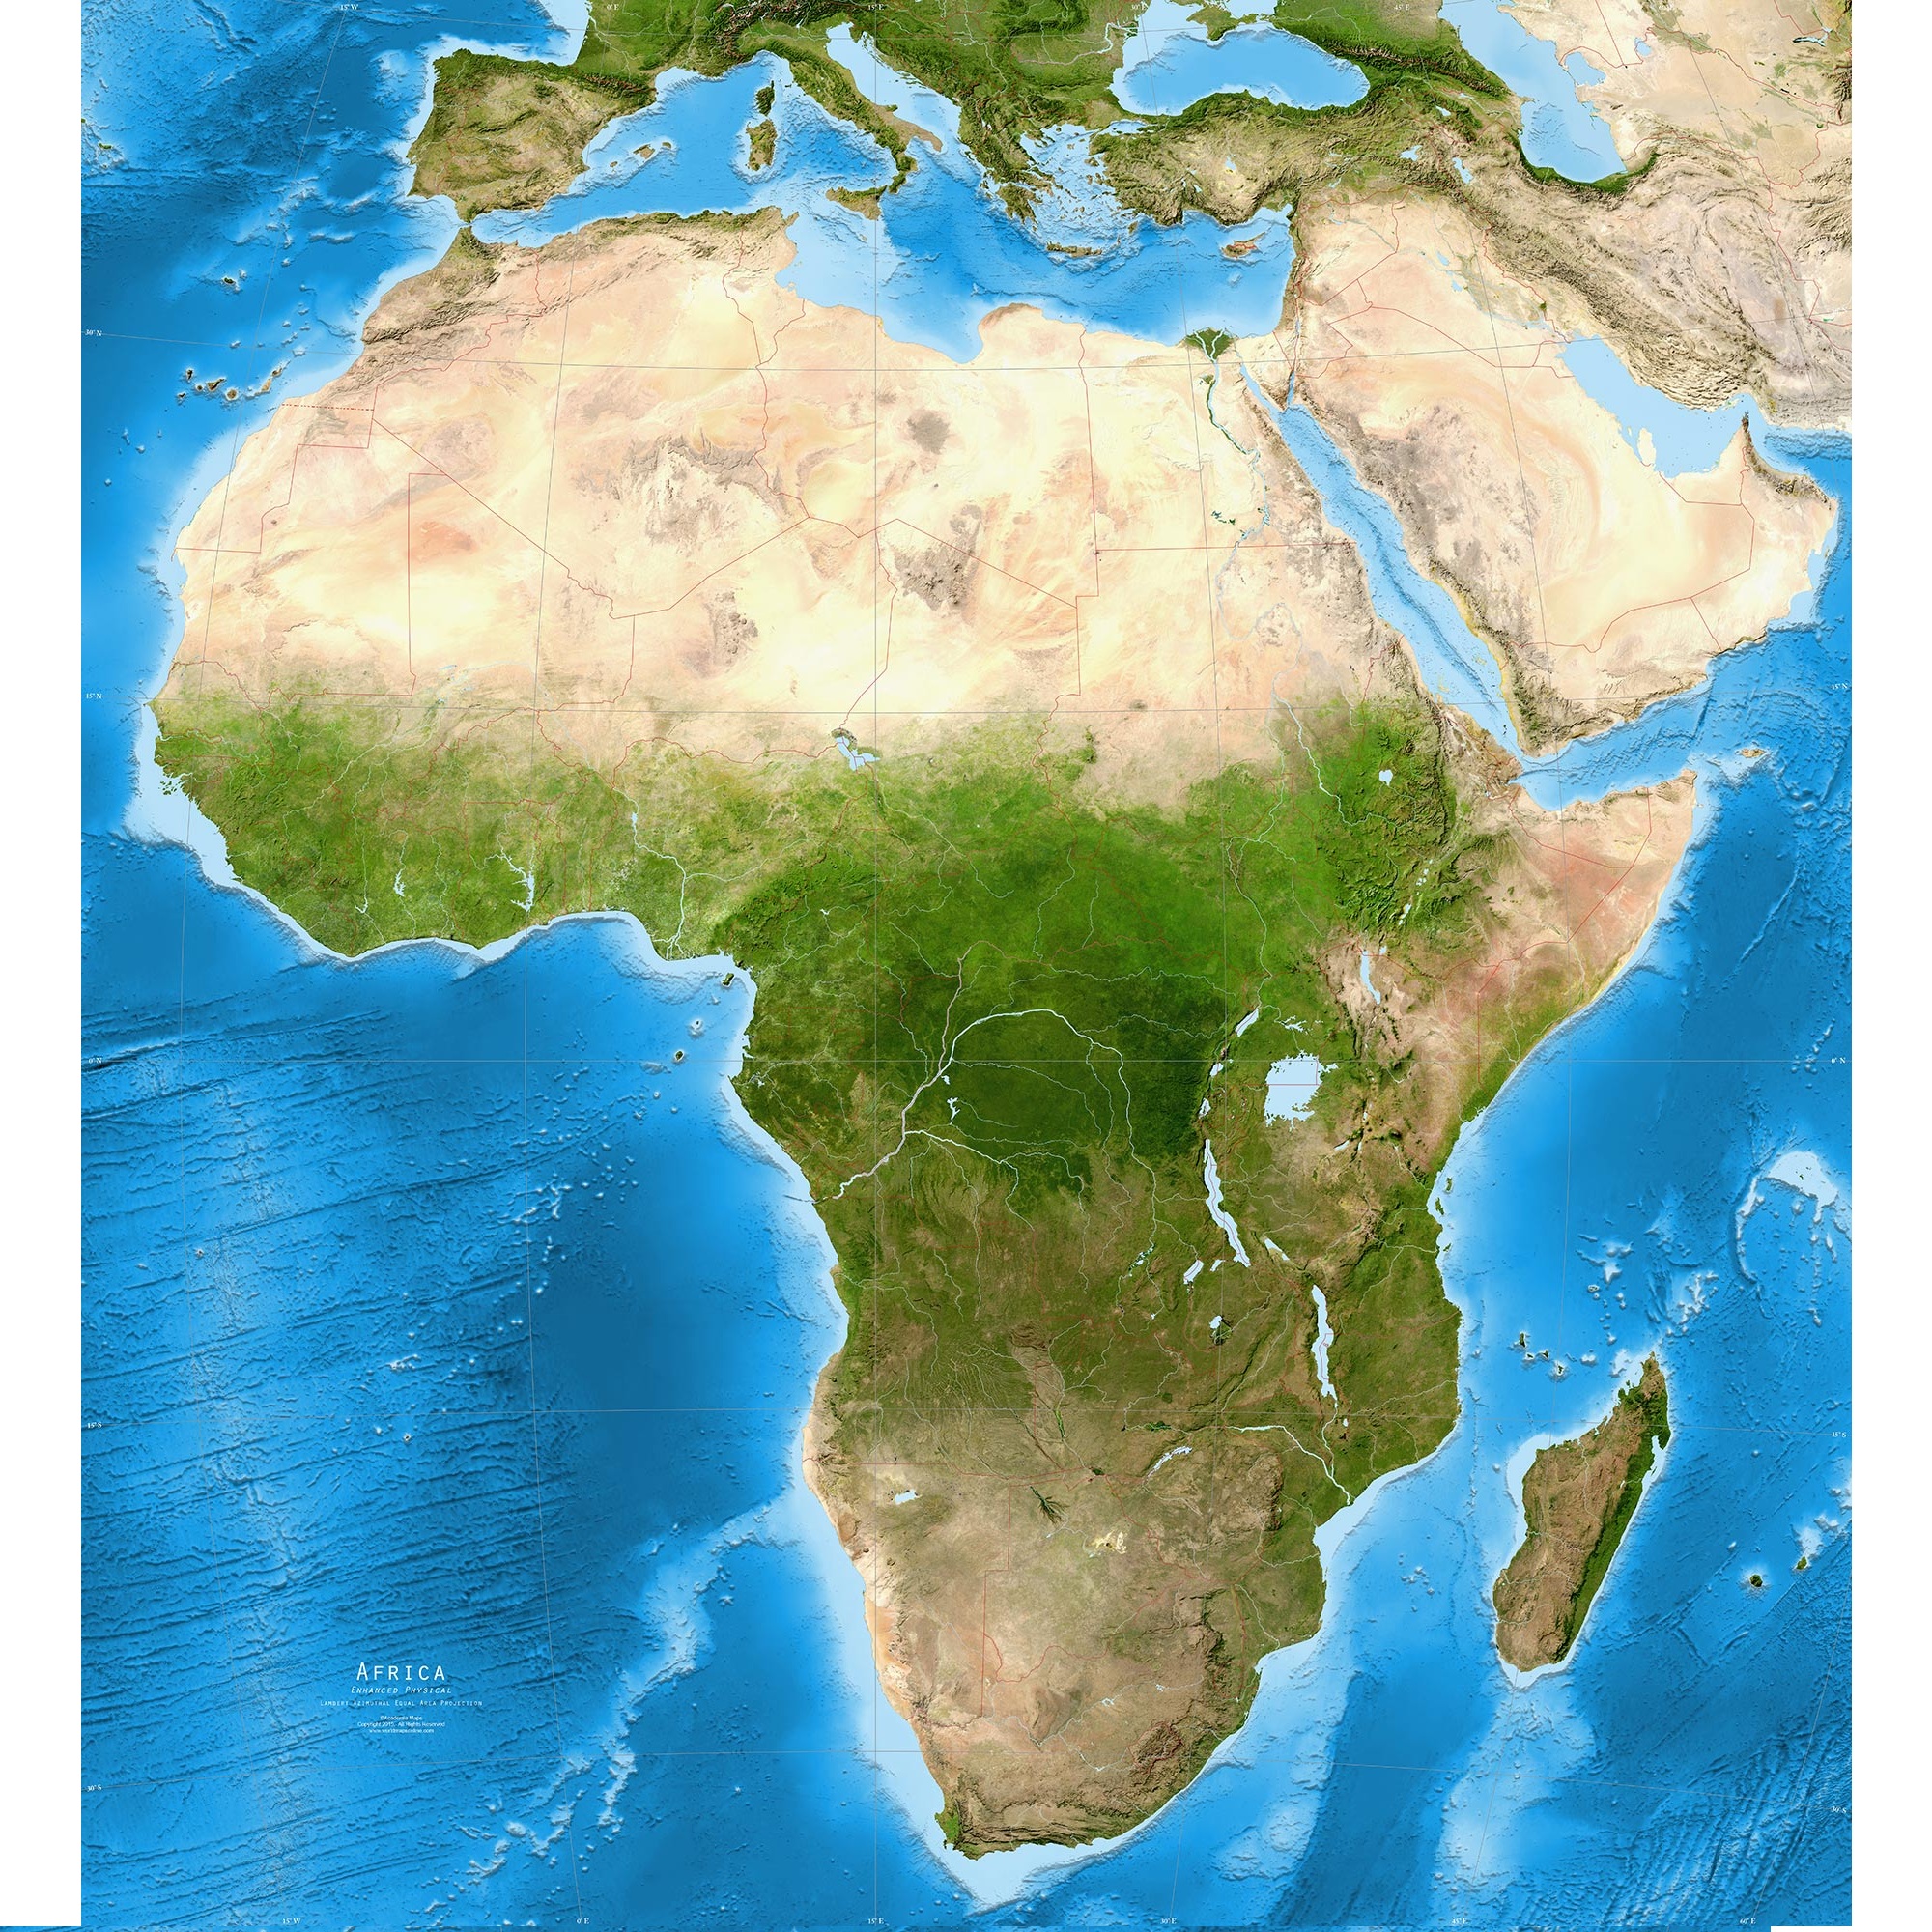 15° W
0° E
15° E
30° E
45° E
30° N
15° N
15° N
0° N
0° N
15° S
15° S
AFRICA
ENHANCED PHYSICAL
LAMBERT AZIMUTHAL EQUAL AREA PROJECTION
©Academia Maps
Copyright 2015. All Rights Reserved
www.worldmapsonline.com
30° S
30° S
15° W
0° E
15° E
30° E
45° E
60° E